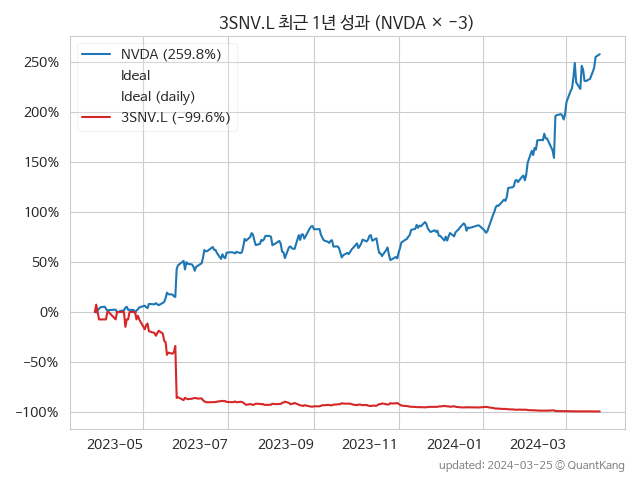 3SNV.L 최근 1년 성과 (NVDA × −3)
NVDA (259.8%)
Ideal
Ideal (daily)
3SNV.L (−99.6%)
250%
200%
150%
100%
50%
0%
−50%
−100%
2023-05
2023-07
2023-09
2023-11
2024-01
2024-03
updated: 2024-03-25 © QuantKang